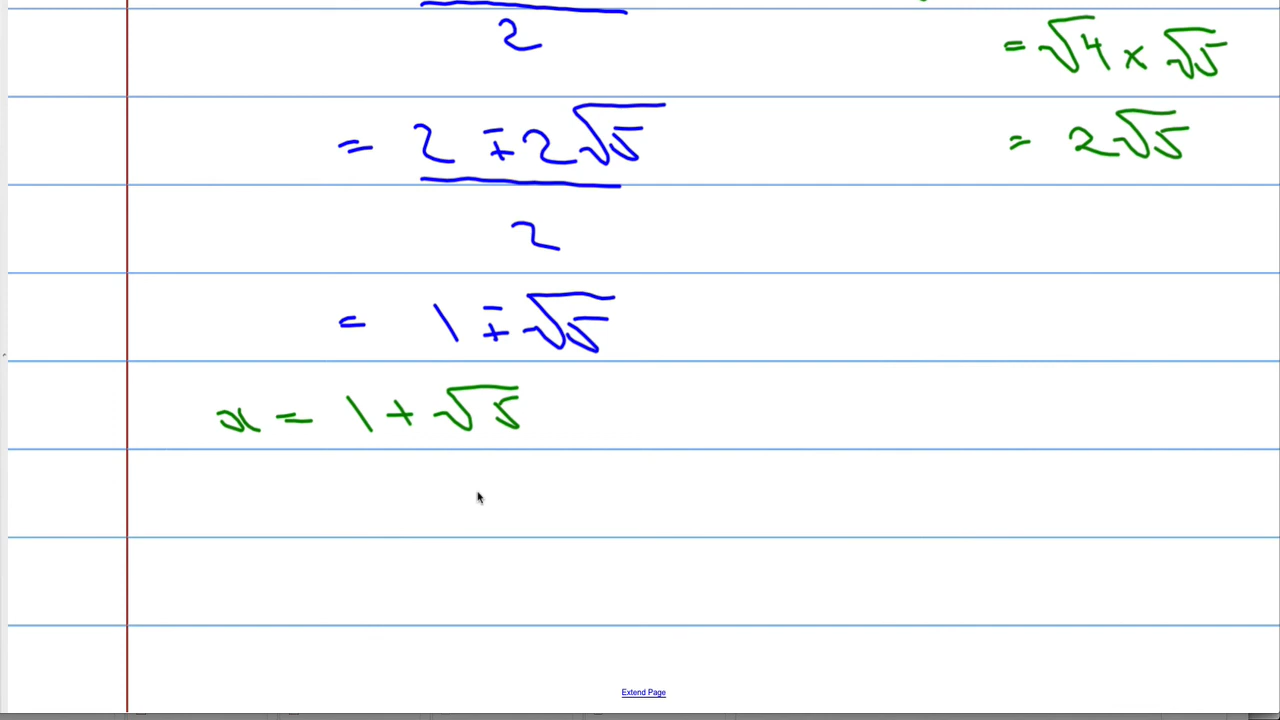 2
= √4 × √5
= 2 ∓ 2√5
= 2√5
2
= 1 ∓ √5
x = 1 + √5
Extend Page